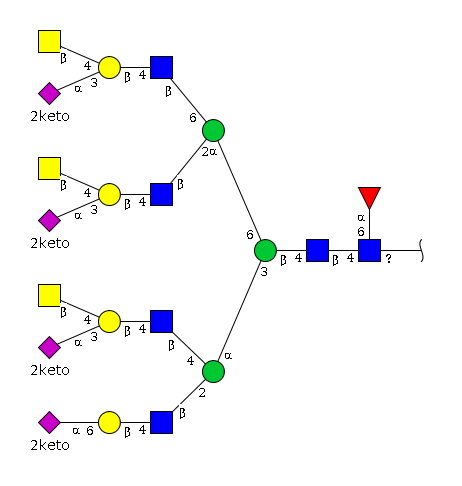 β 4
α 3 β 4 β
2keto 6
2α
β 4
α 3 β 4 β
2keto
α
6
6
3 β 4 β 4 ?
β 4
α 3 β 4 β
2keto 4 α
2
α 6 β 4 β
2keto